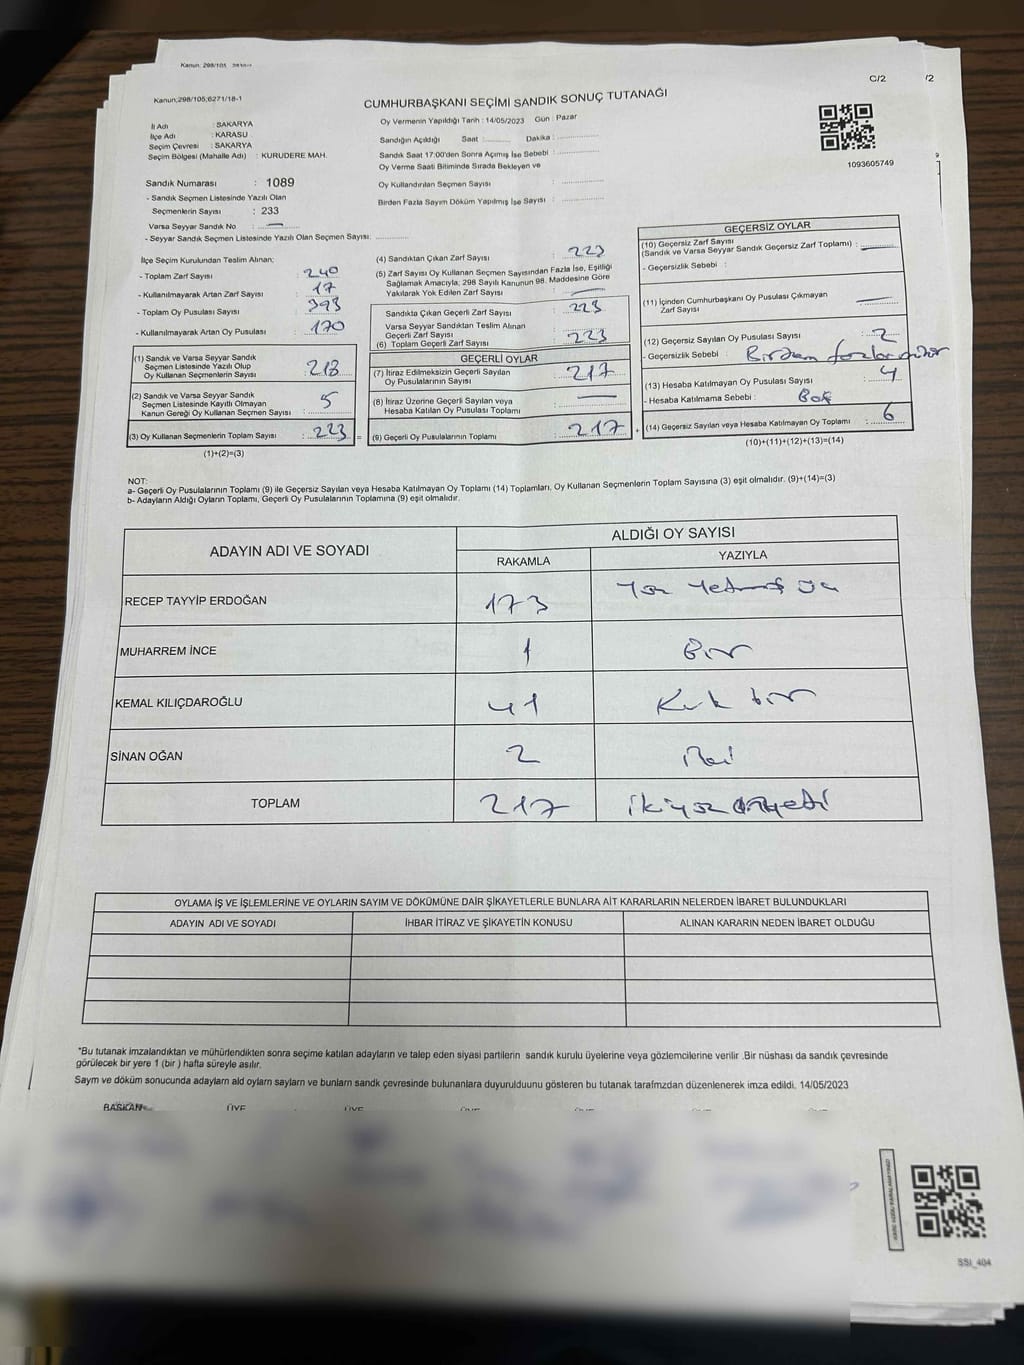 Kanun: 298/105
C/2
/2
Kanun;298/105;6271/18-1
CUMHURBAŞKANI SEÇİMİ SANDIK SONUÇ TUTANAĞI
İl Adı : SAKARYA
İlçe Adı : KARASU
Seçim Çevresi : SAKARYA
Seçim Bölgesi (Mahalle Adı) : KURUDERE MAH.
Oy Vermenin Yapıldığı Tarih : 14/05/2023 Gün : Pazar
Sandığın Açıldığı Saat : Dakika :
Sandık Saat 17:00'den Sonra Açımış İse Sebebi :
Oy Verme Saati Bitiminde Sırada Bekleyen ve
Oy Kullandırılan Seçmen Sayısı :
Birden Fazla Sayım Döküm Yapılmış İse Sayısı :
1093605749
Sandık Numarası : 1089
- Sandık Seçmen Listesinde Yazılı Olan
Seçmenlerin Sayısı : 233
Varsa Seyyar Sandık No : —
- Seyyar Sandık Seçmen Listesinde Yazılı Olan Seçmen Sayısı:
İlçe Seçim Kurulundan Teslim Alınan:
- Toplam Zarf Sayısı : 240
- Kullanılmayarak Artan Zarf Sayısı : 17
- Toplam Oy Pusulası Sayısı : 393
- Kullanılmayarak Artan Oy Pusulası : 170
(1) Sandık ve Varsa Seyyar Sandık
Seçmen Listesinde Yazılı Olup
Oy Kullanan Seçmenlerin Sayısı : 218
(2) Sandık ve Varsa Seyyar Sandık
Seçmen Listesinde Kayıtlı Olmayan
Kanun Gereği Oy Kullanan Seçmen Sayısı : 5
(3) Oy Kullanan Seçmenlerin Toplam Sayısı : 223 =
(1)+(2)=(3)
(4) Sandıktan Çıkan Zarf Sayısı : 223
(5) Zarf Sayısı Oy Kullanan Seçmen Sayısından Fazla İse, Eşitliği
Sağlamak Amacıyla; 298 Sayılı Kanunun 98. Maddesine Göre
Yakılarak Yok Edilen Zarf Sayısı : —
Sandıkta Çıkan Geçerli Zarf Sayısı : 223
Varsa Seyyar Sandıktan Teslim Alınan
Geçerli Zarf Sayısı
(6) Toplam Geçerli Zarf Sayısı : 223
GEÇERLİ OYLAR
(7) İtiraz Edilmeksizin Geçerli Sayılan
Oy Pusulalarının Sayısı : 217
(8) İtiraz Üzerine Geçerli Sayılan veya
Hesaba Katılan Oy Pusulası Toplamı : —
(9) Geçerli Oy Pusulalarının Toplamı : 217 +
GEÇERSİZ OYLAR
(10) Geçersiz Zarf Sayısı
(Sandık ve Varsa Seyyar Sandık Geçersiz Zarf Toplamı) : —
- Geçersizlik Sebebi :
(11) İçinden Cumhurbaşkanı Oy Pusulası Çıkmayan
Zarf Sayısı : —
(12) Geçersiz Sayılan Oy Pusulası Sayısı : 2
- Geçersizlik Sebebi : Birden fazla
(13) Hesaba Katılmayan Oy Pusulası Sayısı : 4
- Hesaba Katılmama Sebebi : Boş
(14) Geçersiz Sayılan veya Hesaba Katılmayan Oy Toplamı : 6
(10)+(11)+(12)+(13)=(14)
NOT:
a- Geçerli Oy Pusulalarının Toplamı (9) ile Geçersiz Sayılan veya Hesaba Katılmayan Oy Toplamı (14) Toplamları, Oy Kullanan Seçmenlerin Toplam Sayısına (3) eşit olmalıdır. (9)+(14)=(3)
b- Adayların Aldığı Oyların Toplamı, Geçerli Oy Pusulalarının Toplamına (9) eşit olmalıdır.
ADAYIN ADI VE SOYADI
ALDIĞI OY SAYISI
RAKAMLA YAZIYLA
RECEP TAYYİP ERDOĞAN 173 Yüz Yetmiş üç
MUHARREM İNCE 1 Bir
KEMAL KILIÇDAROĞLU 41 Kırk bir
SİNAN OĞAN 2 İki
TOPLAM 217 ikiyüz onyedi
OYLAMA İŞ VE İŞLEMLERİNE VE OYLARIN SAYIM VE DÖKÜMÜNE DAİR ŞİKAYETLERLE BUNLARA AİT KARARLARIN NELERDEN İBARET BULUNDUKLARI
ADAYIN ADI VE SOYADI İHBAR İTİRAZ VE ŞİKAYETİN KONUSU ALINAN KARARIN NEDEN İBARET OLDUĞU
*Bu tutanak imzalandıktan ve mühürlendikten sonra seçime katılan adayların ve talep eden siyasi partilerin sandık kurulu üyelerine veya gözlemcilerine verilir .Bir nüshası da sandık çevresinde
görülecek bir yere 1 (bir ) hafta süreyle asılır.
Sayım ve döküm sonucunda adaylarn ald oylarn saylarn ve bunlarn sandk çevresinde bulunanlara duyurulduunu gösteren bu tutanak tarafmzdan düzenlenerek imza edildi. 14/05/2023
BAŞKAN ÜYE ÜYE ÜYE ÜYE ÜYE ÜYE
SSI_404